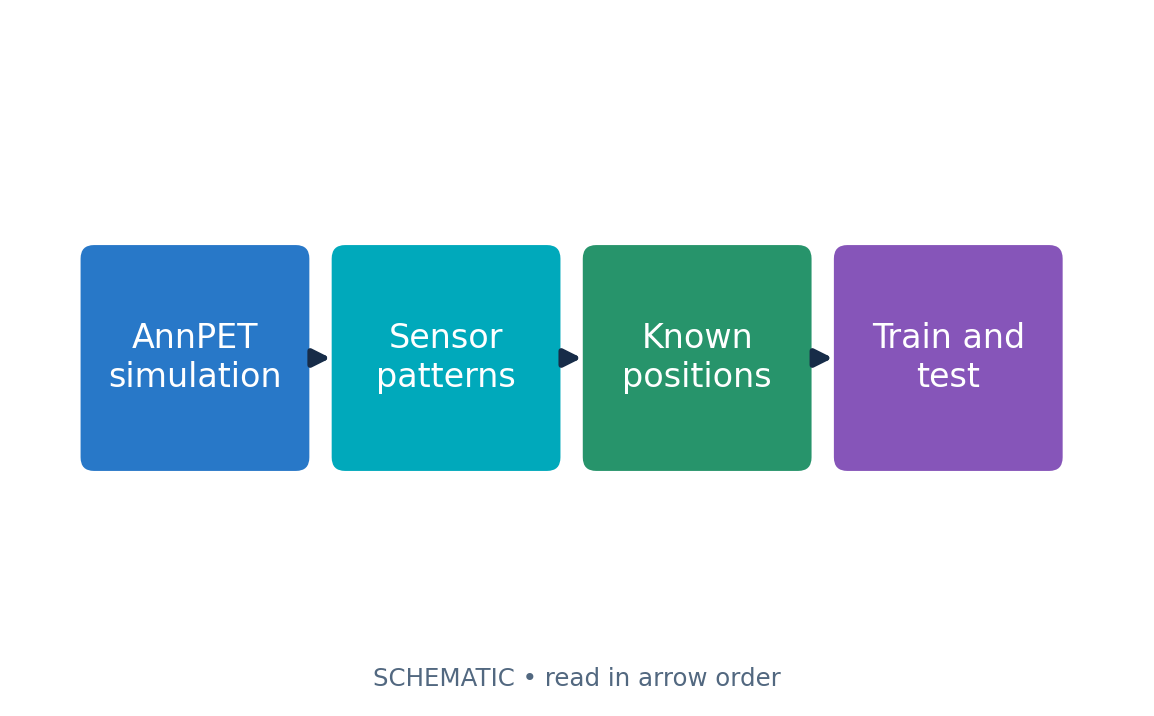 AnnPET
simulation
Sensor
patterns
Known
positions
Train and
test
SCHEMATIC • read in arrow order